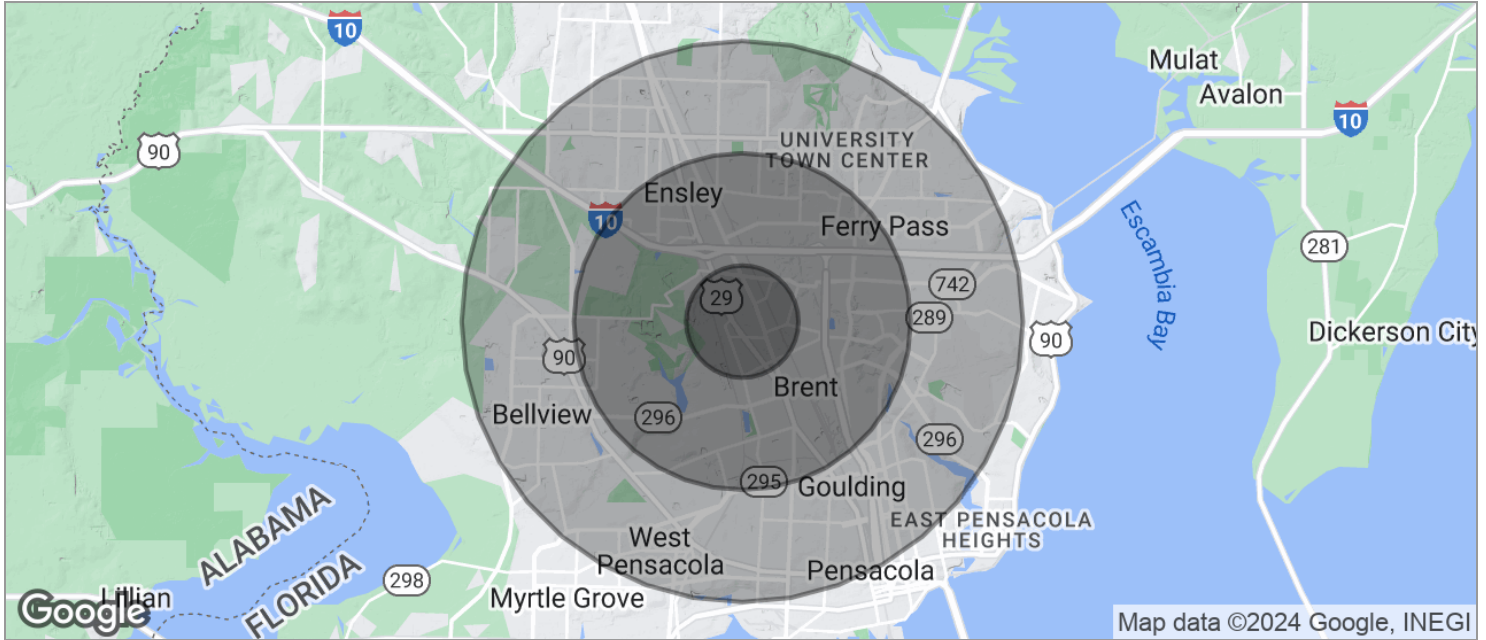 10
Mulat
Avalon
10
90
UNIVERSITY
TOWN CENTER
Ensley
10
Ferry Pass
Escambia Bay
281
742
29
289
Dickerson City
90
90
Brent
Bellview
296
296
295
Goulding
EAST PENSACOLA
HEIGHTS
ALABAMA
West
Pensacola
Pensacola
298
FLORIDA
Lillian
Myrtle Grove
Google
Map data ©2024 Google, INEGI